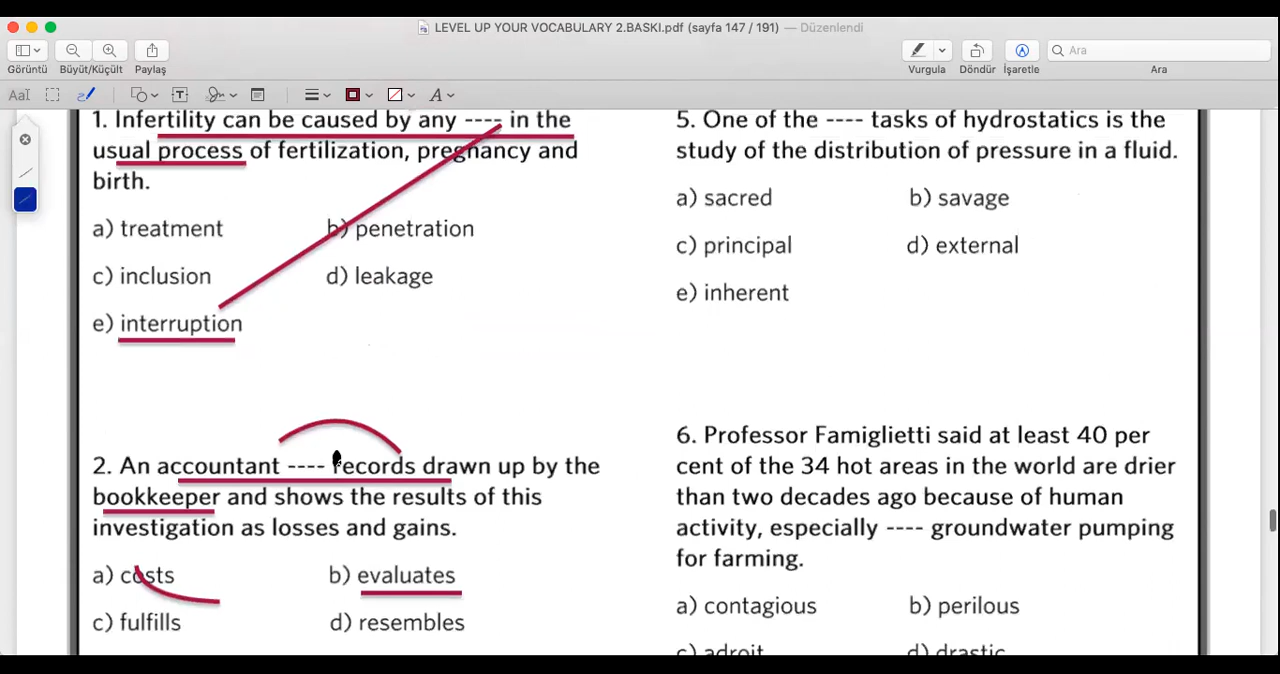 LEVEL UP YOUR VOCABULARY 2.BASKI.pdf (sayfa 147 / 191) — Düzenlendi
Görüntü Büyüt/Küçült Paylaş Vurgula Döndür İşaretle Ara
Ara
AaI T A
1. Infertility can be caused by any ---- in the
usual process of fertilization, pregnancy and
birth.
a) treatment b) penetration
c) inclusion d) leakage
e) interruption
2. An accountant ---- records drawn up by the
bookkeeper and shows the results of this
investigation as losses and gains.
a) costs b) evaluates
c) fulfills d) resembles
5. One of the ---- tasks of hydrostatics is the
study of the distribution of pressure in a fluid.
a) sacred b) savage
c) principal d) external
e) inherent
6. Professor Famiglietti said at least 40 per
cent of the 34 hot areas in the world are drier
than two decades ago because of human
activity, especially ---- groundwater pumping
for farming.
a) contagious b) perilous
c) adroit d) drastic